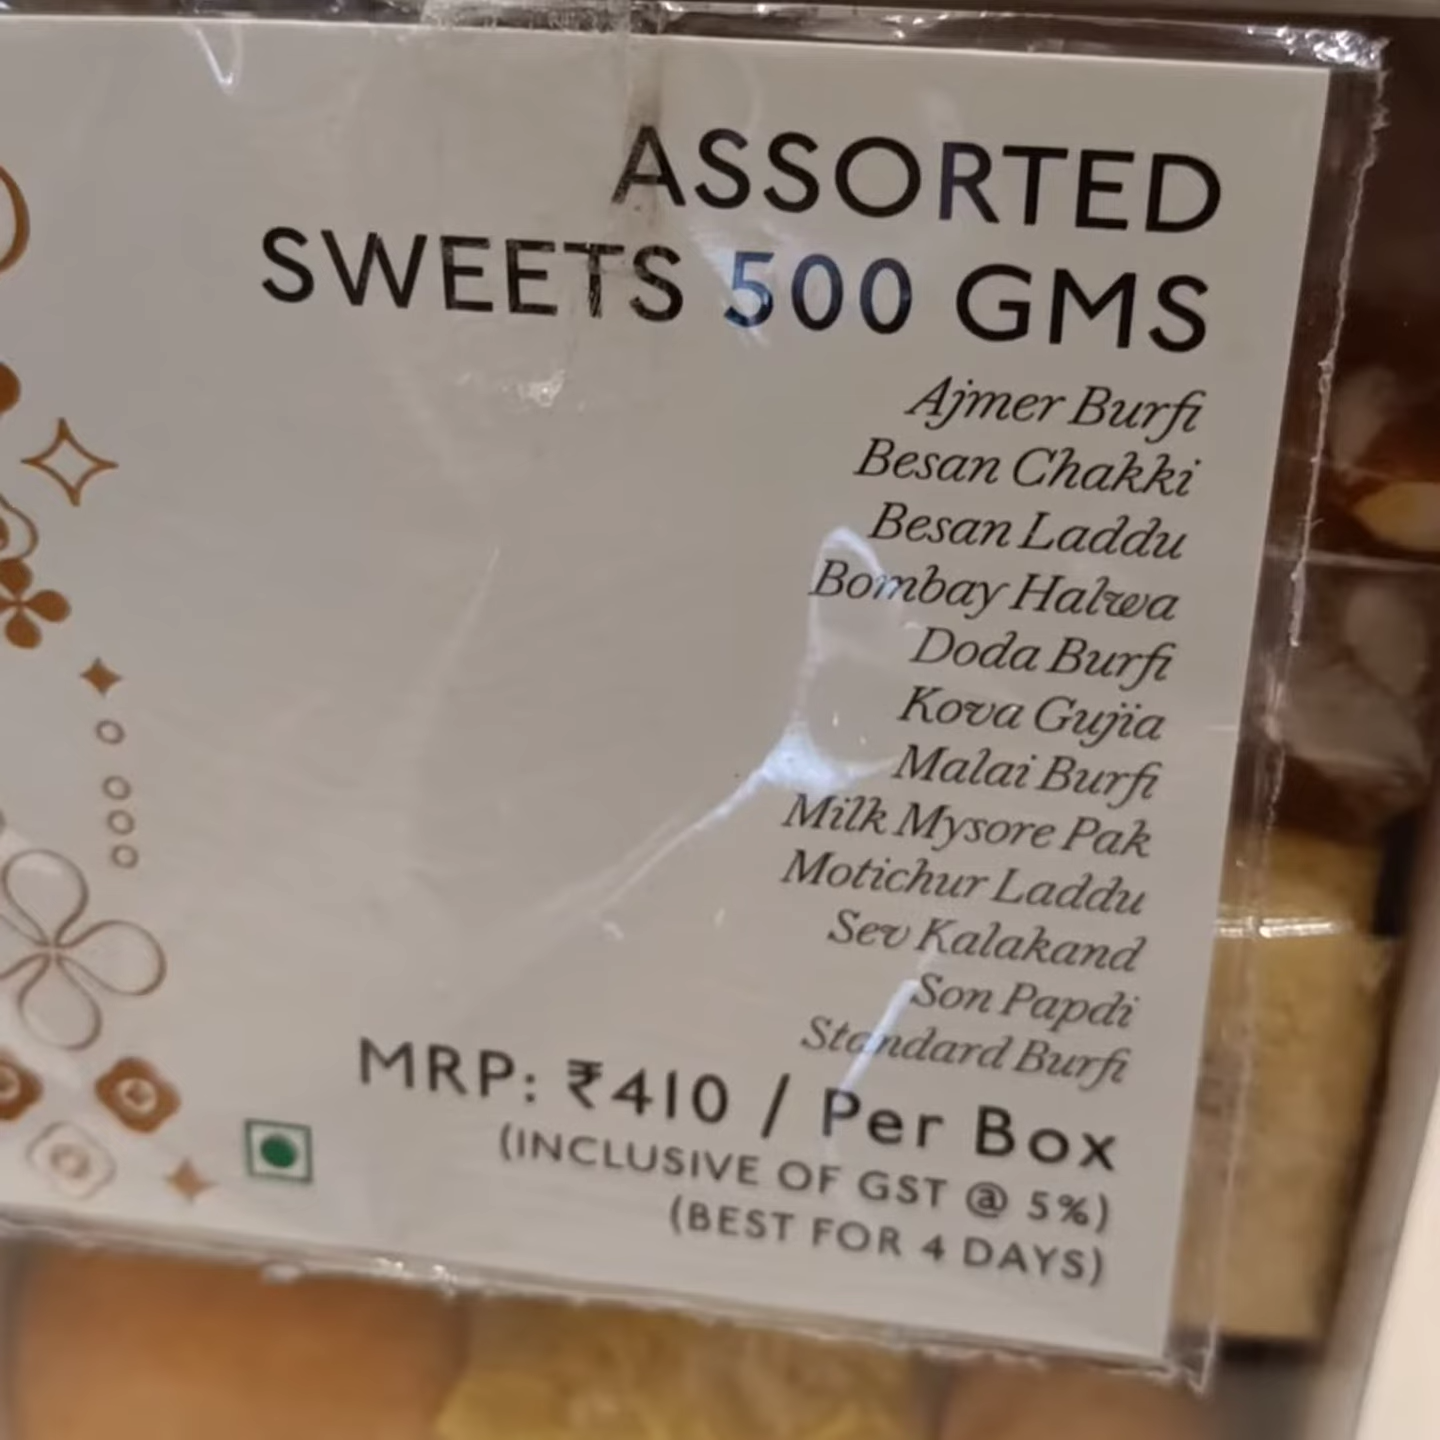 ASSORTED
SWEETS 500 GMS
Ajmer Burfi
Besan Chakki
Besan Laddu
Bombay Halwa
Doda Burfi
Kova Gujia
Malai Burfi
Milk Mysore Pak
Motichur Laddu
Sev Kalakand
Son Papdi
Standard Burfi
MRP: ₹410 / Per Box
(INCLUSIVE OF GST @ 5%)
(BEST FOR 4 DAYS)